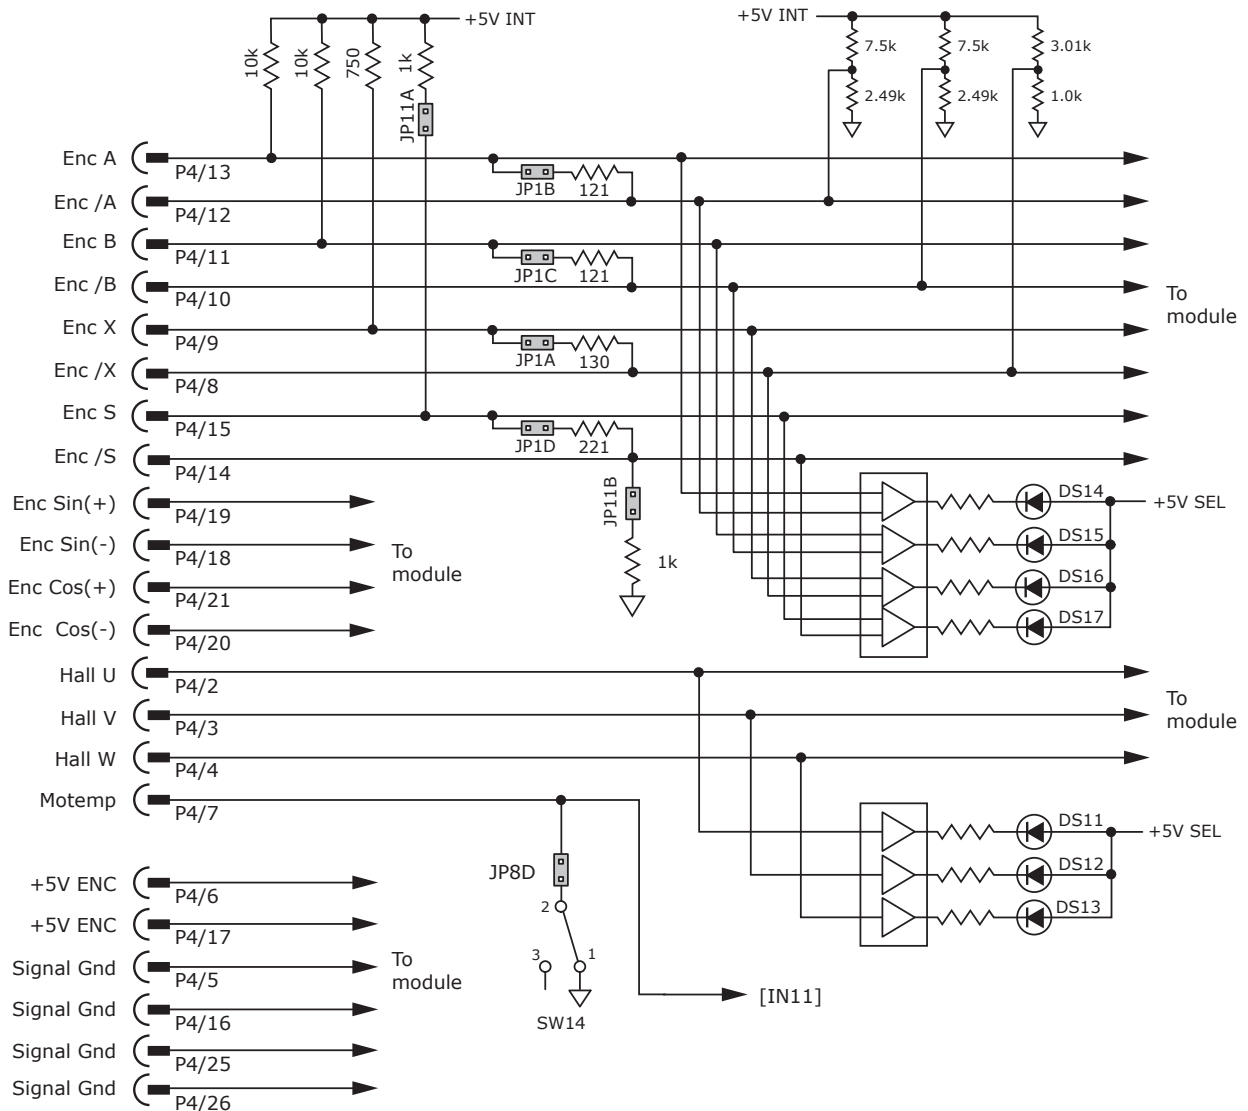 +5V INT
10k
10k
750
1k
JP11A
+5V INT
7.5k
7.5k
3.01k
2.49k
2.49k
1.0k
Enc A
P4/13
JP1B
121
Enc /A
P4/12
Enc B
P4/11
JP1C
121
Enc /B
P4/10
To
module
Enc X
P4/9
JP1A
130
Enc /X
P4/8
Enc S
P4/15
JP1D
221
Enc /S
P4/14
JP11B
1k
DS14
+5V SEL
DS15
DS16
DS17
Enc Sin(+)
P4/19
Enc Sin(-)
P4/18
To
module
Enc Cos(+)
P4/21
Enc Cos(-)
P4/20
Hall U
P4/2
Hall V
P4/3
To
module
Hall W
P4/4
Motemp
P4/7
JP8D
2
3
1
SW14
[IN11]
DS11
+5V SEL
DS12
DS13
+5V ENC
P4/6
+5V ENC
P4/17
To
module
Signal Gnd
P4/5
Signal Gnd
P4/16
Signal Gnd
P4/25
Signal Gnd
P4/26